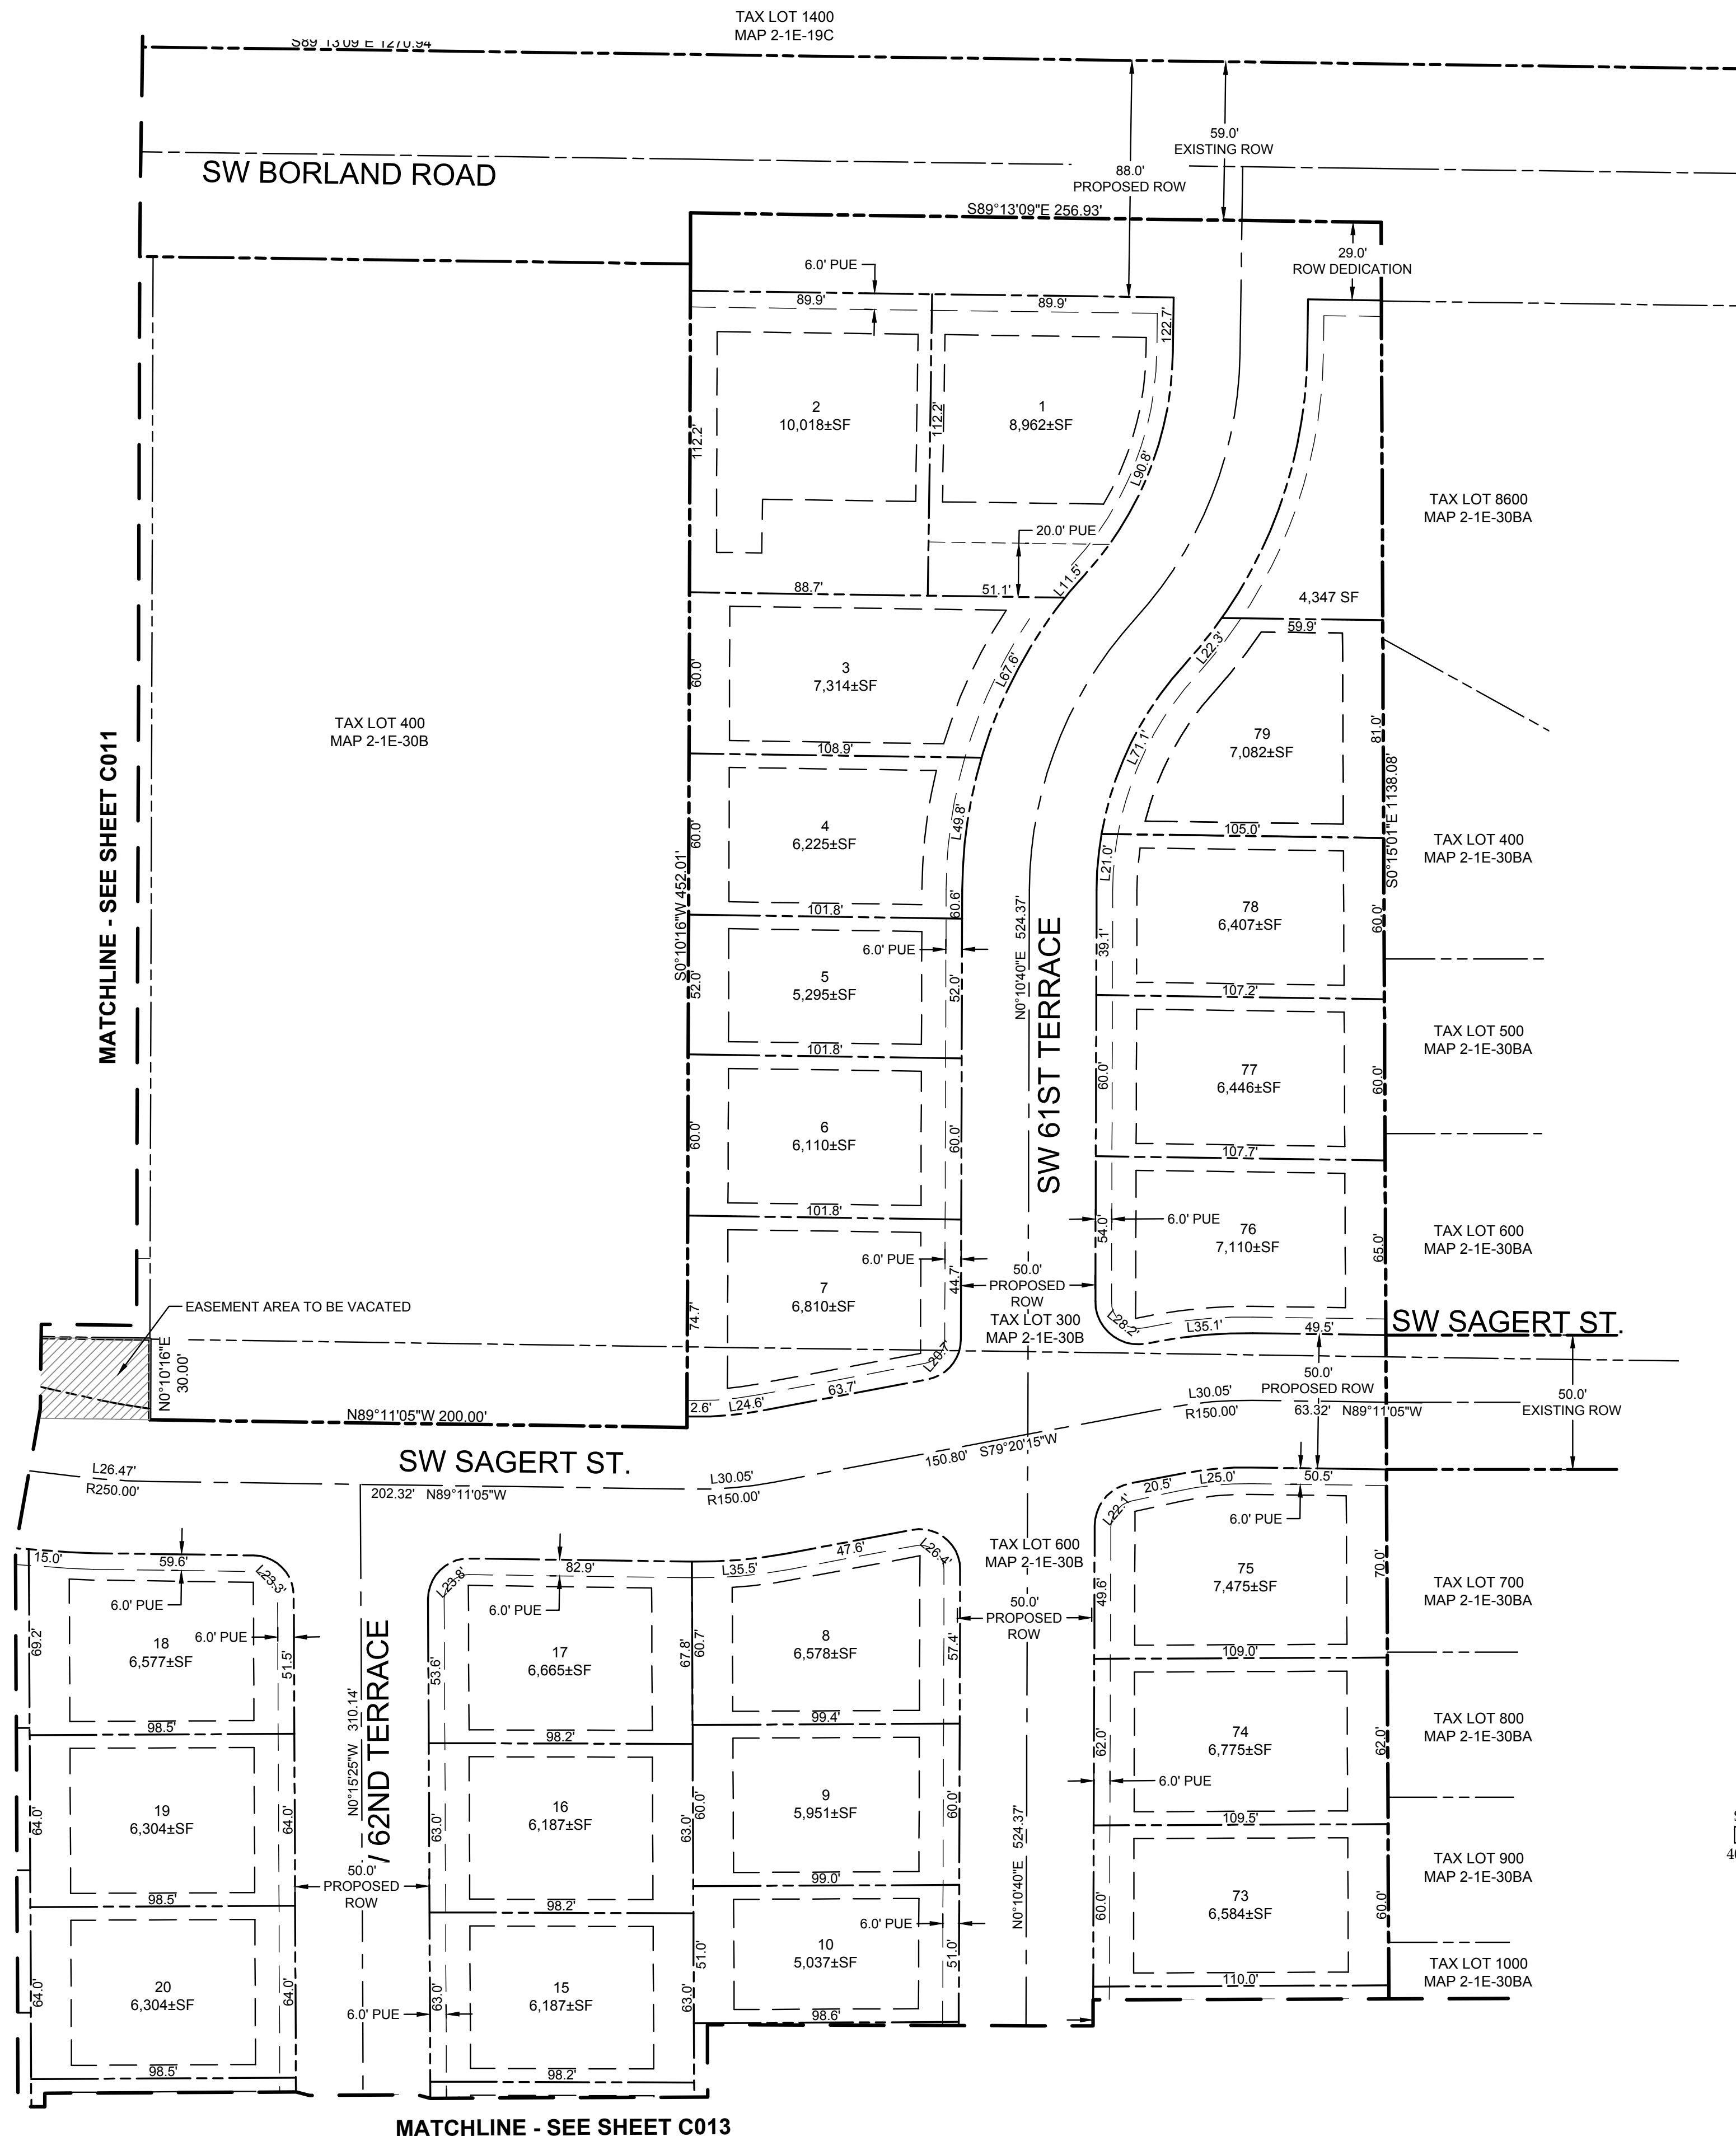 TAX LOT 1400
MAP 2-1E-19C
S89°13'09"E 1270.94'
SW BORLAND ROAD
59.0'
EXISTING ROW
88.0'
PROPOSED ROW
S89°13'09"E 256.93'
29.0'
ROW DEDICATION
6.0' PUE
89.9'
89.9'
122.7'
2
10,018±SF
1
8,962±SF
112.2'
112.2'
L90.8'
20.0' PUE
L11.5'
88.7'
51.1'
TAX LOT 8600
MAP 2-1E-30BA
4,347 SF
59.9'
L22.3'
3
7,314±SF
60.0'
L67.6'
108.9'
TAX LOT 400
MAP 2-1E-30B
MATCHLINE - SEE SHEET C011
79
7,082±SF
81.0'
L71.1'
S0°15'01"E 1138.08'
4
6,225±SF
60.0'
L49.8'
105.0'
TAX LOT 400
MAP 2-1E-30BA
S0°10'16"W 452.01'
L21.0'
101.8'
60.6'
78
6,407±SF
39.1'
60.0'
6.0' PUE
N0°10'40"E 524.37'
SW 61ST TERRACE
5
5,295±SF
52.0'
52.0'
107.2'
101.8'
TAX LOT 500
MAP 2-1E-30BA
77
6,446±SF
60.0'
60.0'
6
6,110±SF
60.0'
60.0'
107.7'
101.8'
54.0'
6.0' PUE
76
7,110±SF
65.0'
TAX LOT 600
MAP 2-1E-30BA
6.0' PUE
44.7'
50.0'
PROPOSED
ROW
7
6,810±SF
74.7'
TAX LOT 300
MAP 2-1E-30B
EASEMENT AREA TO BE VACATED
L28.2'
L35.1'
49.5'
SW SAGERT ST.
N0°10'16"E
30.00'
L20.7'
63.7'
L24.6'
2.6'
50.0'
PROPOSED ROW
L30.05'
R150.00'
63.32' N89°11'05"W
50.0'
EXISTING ROW
N89°11'05"W 200.00'
SW SAGERT ST.
150.80' S79°20'15"W
L26.47'
R250.00'
L30.05'
R150.00'
202.32' N89°11'05"W
L22.1'
20.5'
L25.0'
50.5'
6.0' PUE
15.0'
59.6'
L23.3'
L23.8'
82.9'
L35.5'
47.6'
L26.4'
TAX LOT 600
MAP 2-1E-30B
6.0' PUE
6.0' PUE
6.0' PUE
75
7,475±SF
49.6'
70.0'
TAX LOT 700
MAP 2-1E-30BA
50.0'
PROPOSED
ROW
18
6,577±SF
69.2'
51.5'
17
6,665±SF
53.6'
67.8'
60.7'
8
6,578±SF
57.4'
109.0'
98.5'
98.2'
99.4'
N0°15'25"W 310.14'
/ 62ND TERRACE
74
6,775±SF
62.0'
62.0'
TAX LOT 800
MAP 2-1E-30BA
6.0' PUE
19
6,304±SF
64.0'
64.0'
16
6,187±SF
63.0'
63.0'
60.0'
9
5,951±SF
60.0'
109.5'
50.0'
PROPOSED
ROW
99.0'
98.5'
98.2'
N0°10'40"E 524.37'
TAX LOT 900
MAP 2-1E-30BA
73
6,584±SF
60.0'
60.0'
6.0' PUE
10
5,037±SF
51.0'
51.0'
110.0'
TAX LOT 1000
MAP 2-1E-30BA
20
6,304±SF
64.0'
64.0'
15
6,187±SF
63.0'
63.0'
6.0' PUE
98.6'
98.5'
98.2'
MATCHLINE - SEE SHEET C013